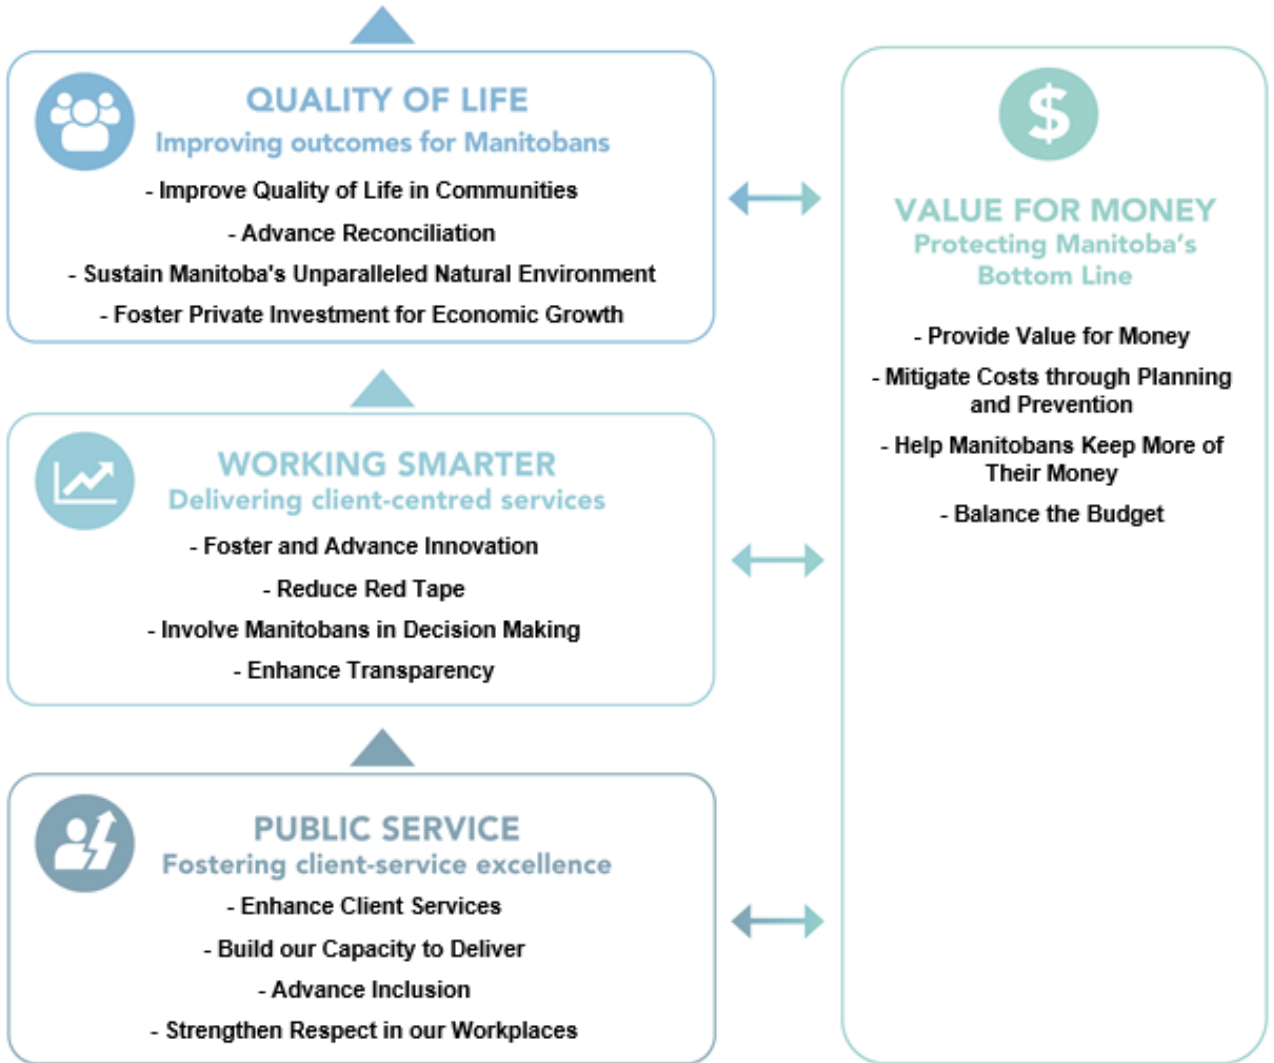 QUALITY OF LIFE
Improving outcomes for Manitobans
- Improve Quality of Life in Communities
- Advance Reconciliation
- Sustain Manitoba's Unparalleled Natural Environment
- Foster Private Investment for Economic Growth
WORKING SMARTER
Delivering client-centred services
- Foster and Advance Innovation
- Reduce Red Tape
- Involve Manitobans in Decision Making
- Enhance Transparency
PUBLIC SERVICE
Fostering client-service excellence
- Enhance Client Services
- Build our Capacity to Deliver
- Advance Inclusion
- Strengthen Respect in our Workplaces
$
VALUE FOR MONEY
Protecting Manitoba's
Bottom Line
- Provide Value for Money
- Mitigate Costs through Planning
and Prevention
- Help Manitobans Keep More of
Their Money
- Balance the Budget